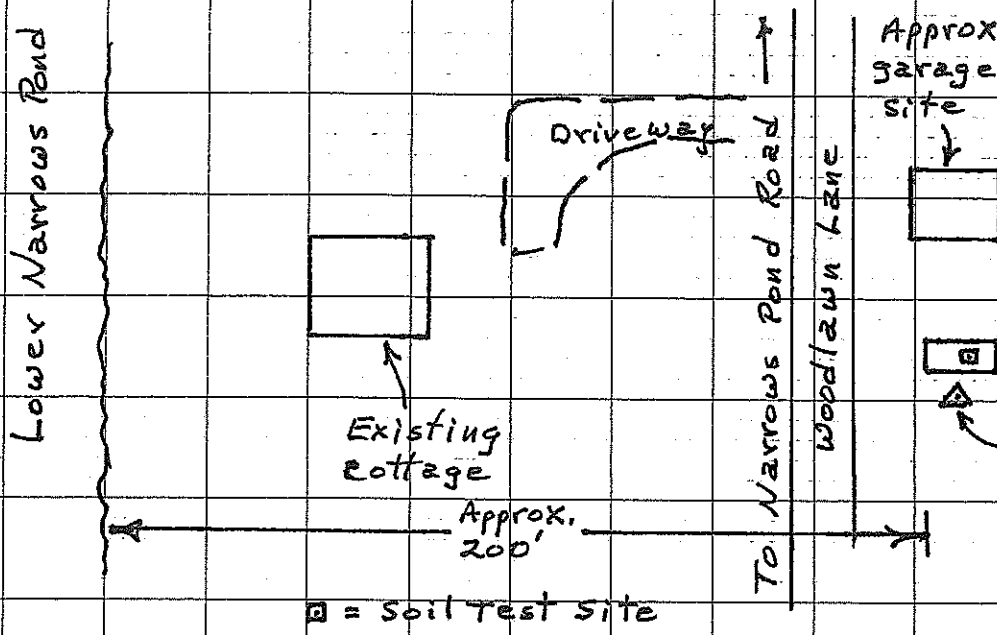 Lower Narrows Pond
Driveway
To Narrows Pond Road
Woodlawn Lane
Approx
garage
site
Existing
cottage
Approx.
200'
= Soil Test Site